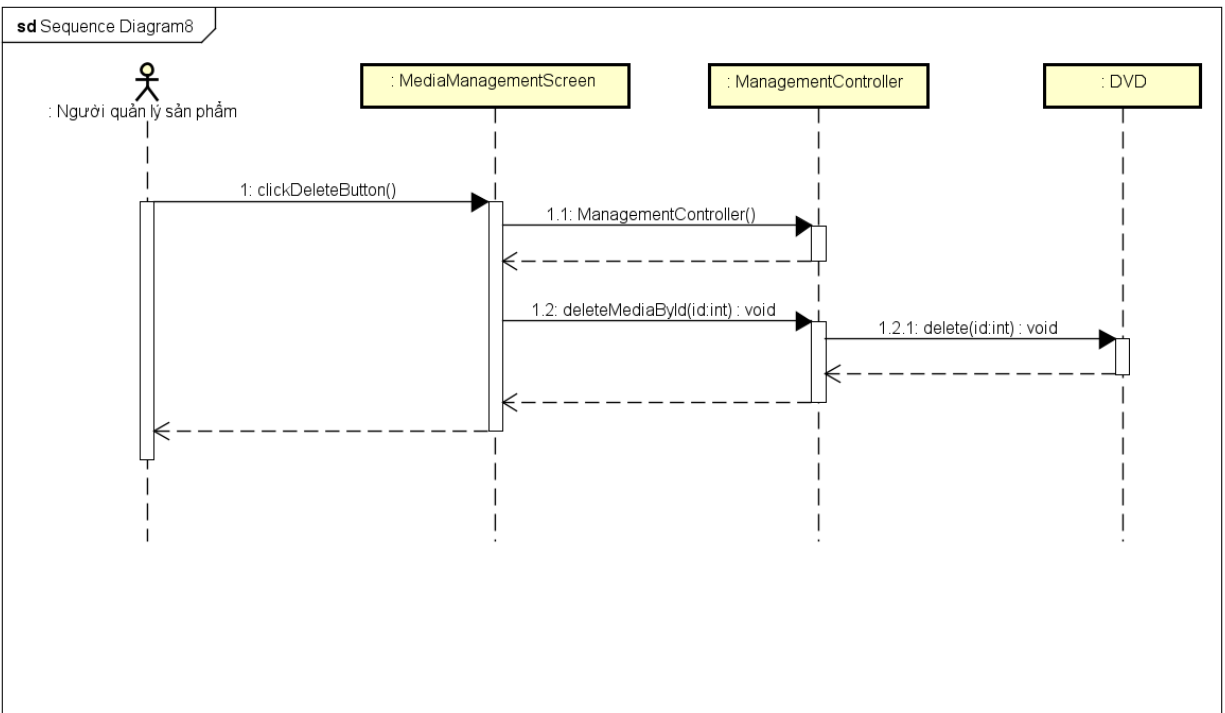 sd Sequence Diagram8
: Người quản lý sản phẩm
: MediaManagementScreen
: ManagementController
: DVD
1: clickDeleteButton()
1.1: ManagementController()
1.2: deleteMediaById(id:int) : void
1.2.1: delete(id:int) : void